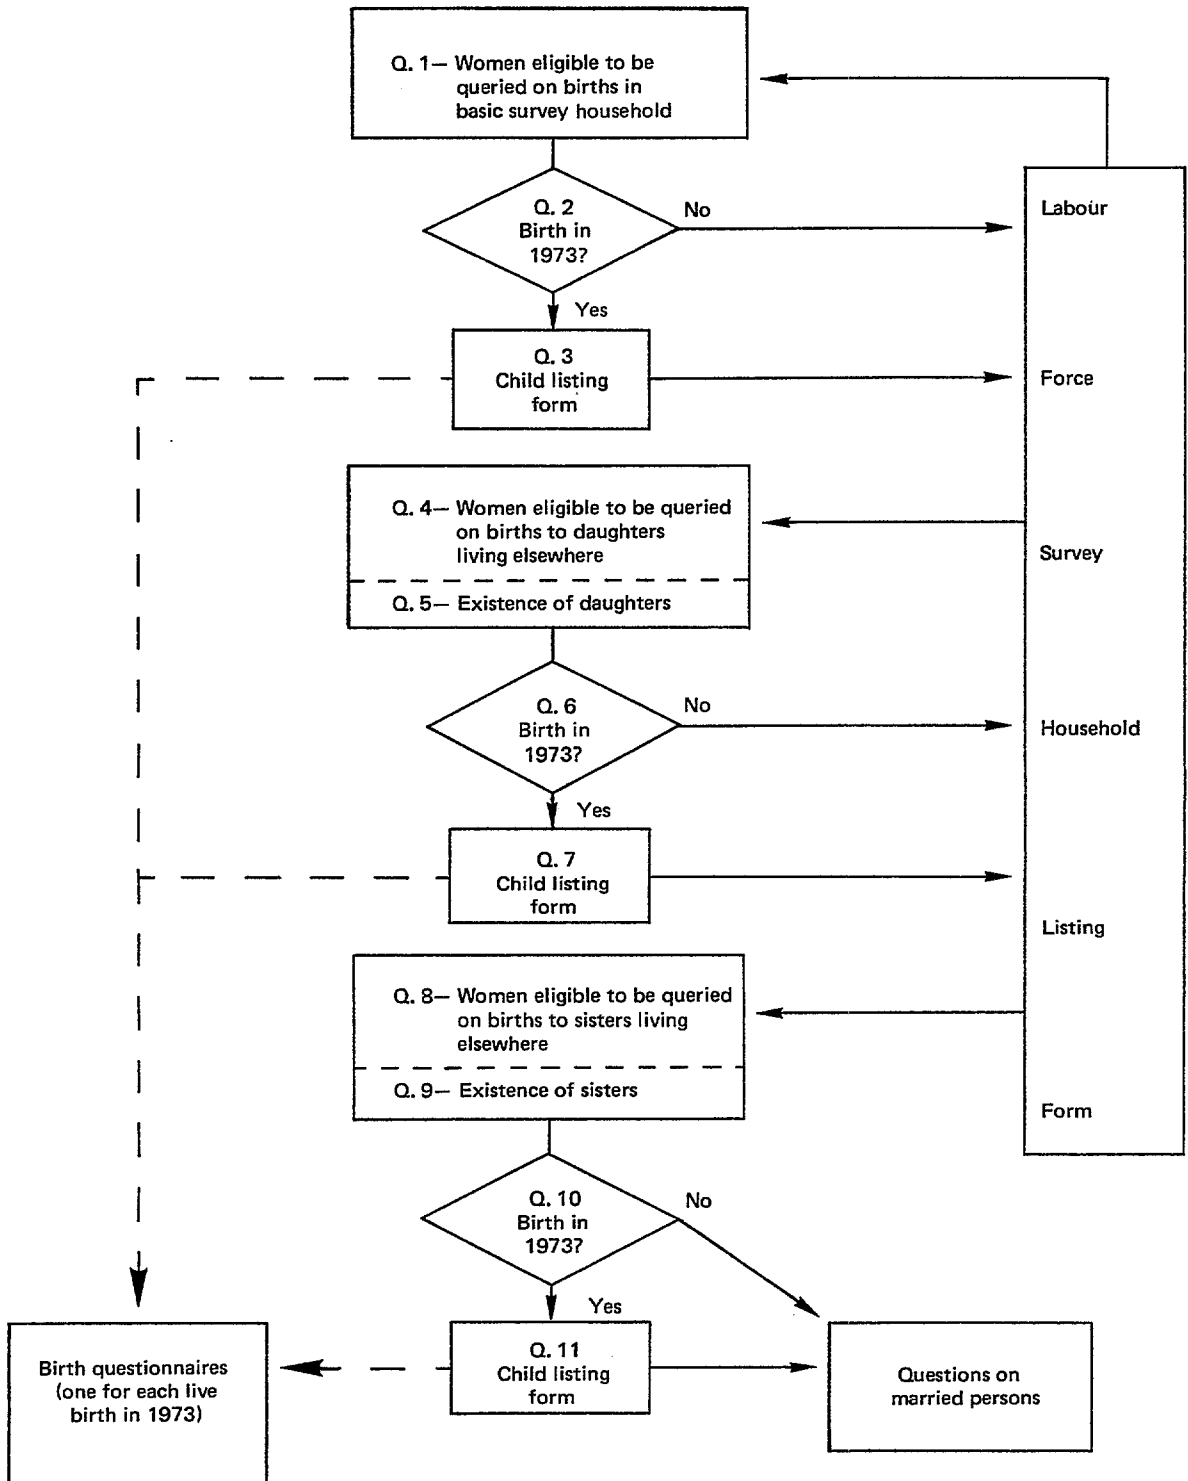 Q. 1— Women eligible to be
queried on births in
basic survey household
Q. 2
Birth in
1973?
No
Yes
Q. 3
Child listing
form
Q. 4— Women eligible to be queried
on births to daughters
living elsewhere
Q. 5— Existence of daughters
Q. 6
Birth in
1973?
No
Yes
Q. 7
Child listing
form
Q. 8— Women eligible to be queried
on births to sisters living
elsewhere
Q. 9— Existence of sisters
Q. 10
Birth in
1973?
No
Yes
Q. 11
Child listing
form
Labour
Force
Survey
Household
Listing
Form
Birth questionnaires
(one for each live
birth in 1973)
Questions on
married persons